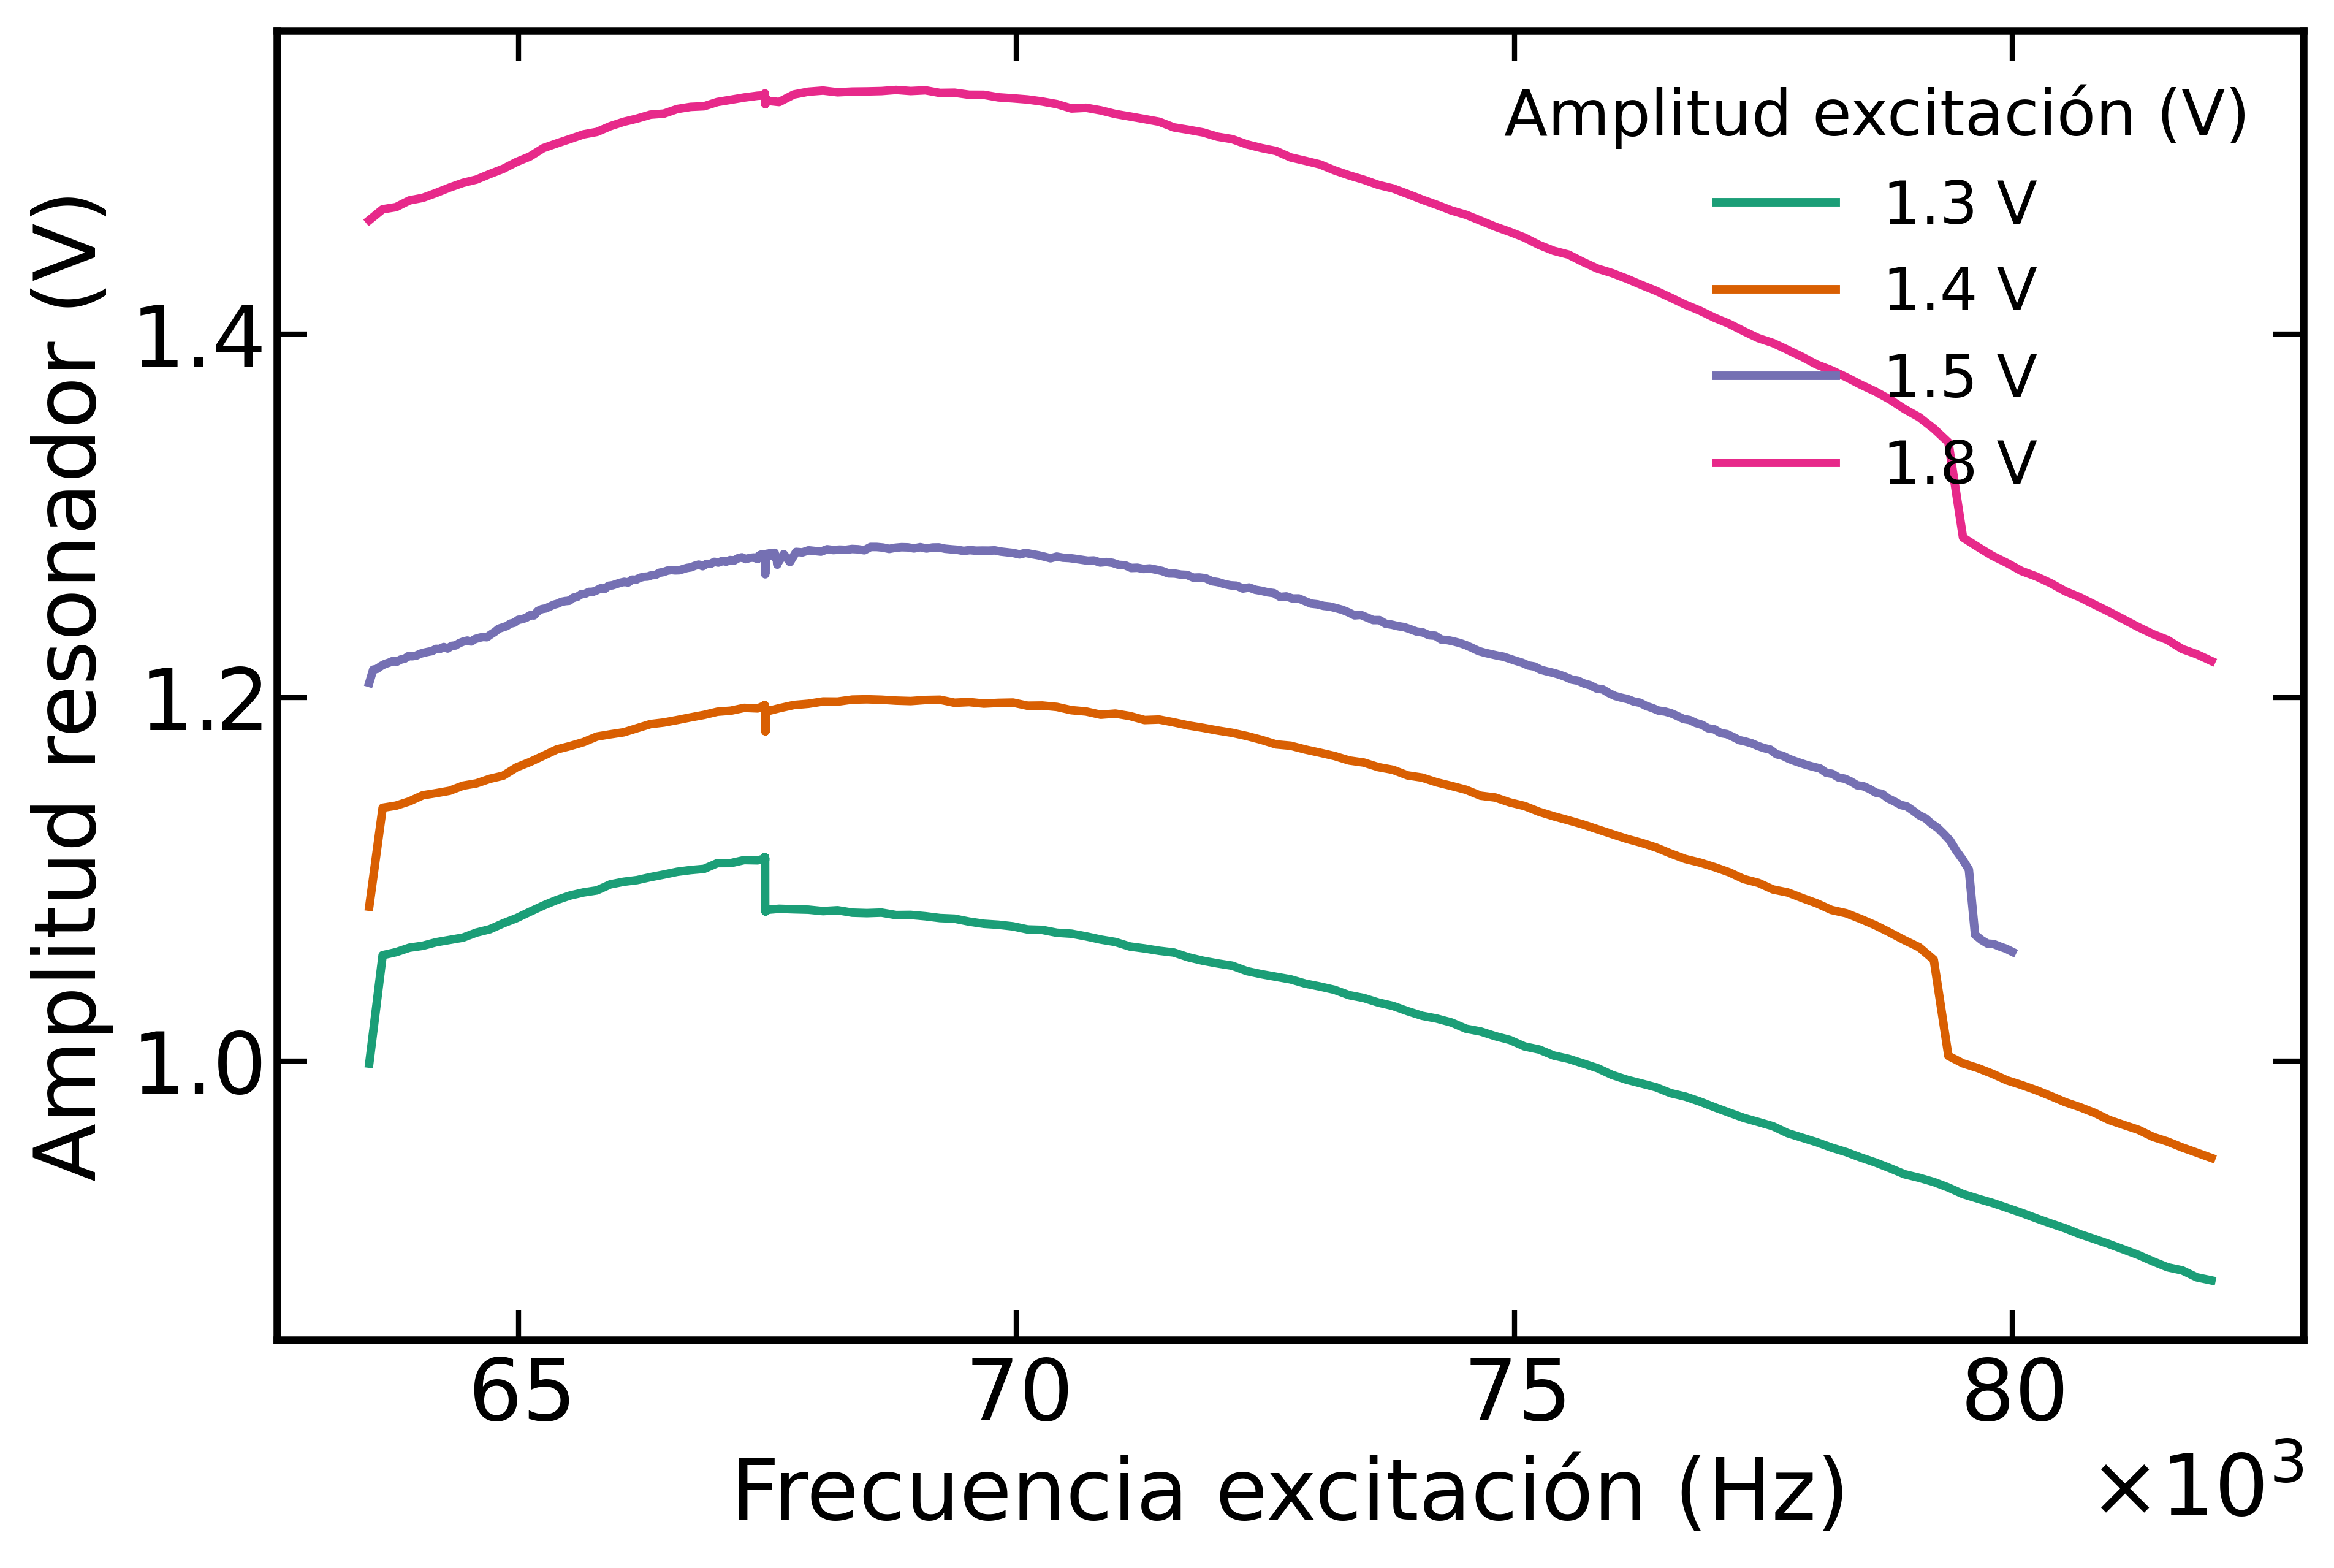 Amplitud resonador (V)
1.4
1.2
1.0
Amplitud excitación (V)
1.3 V
1.4 V
1.5 V
1.8 V
65 70 75 80
Frecuencia excitación (Hz)
×10³